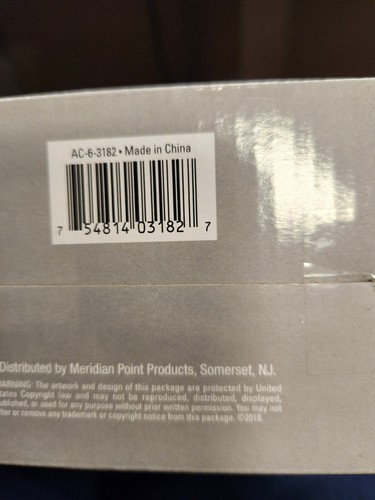 AC-6-3182 • Made in China
7 54814 03182 7
Distributed by Meridian Point Products, Somerset, NJ.
WARNING: The artwork and design of this package are protected by United
States Copyright law and may not be reproduced, distributed, displayed,
published, or used for any purpose without prior written permission. You may not
alter or remove any trademark or copyright notice from this package. ©2018.